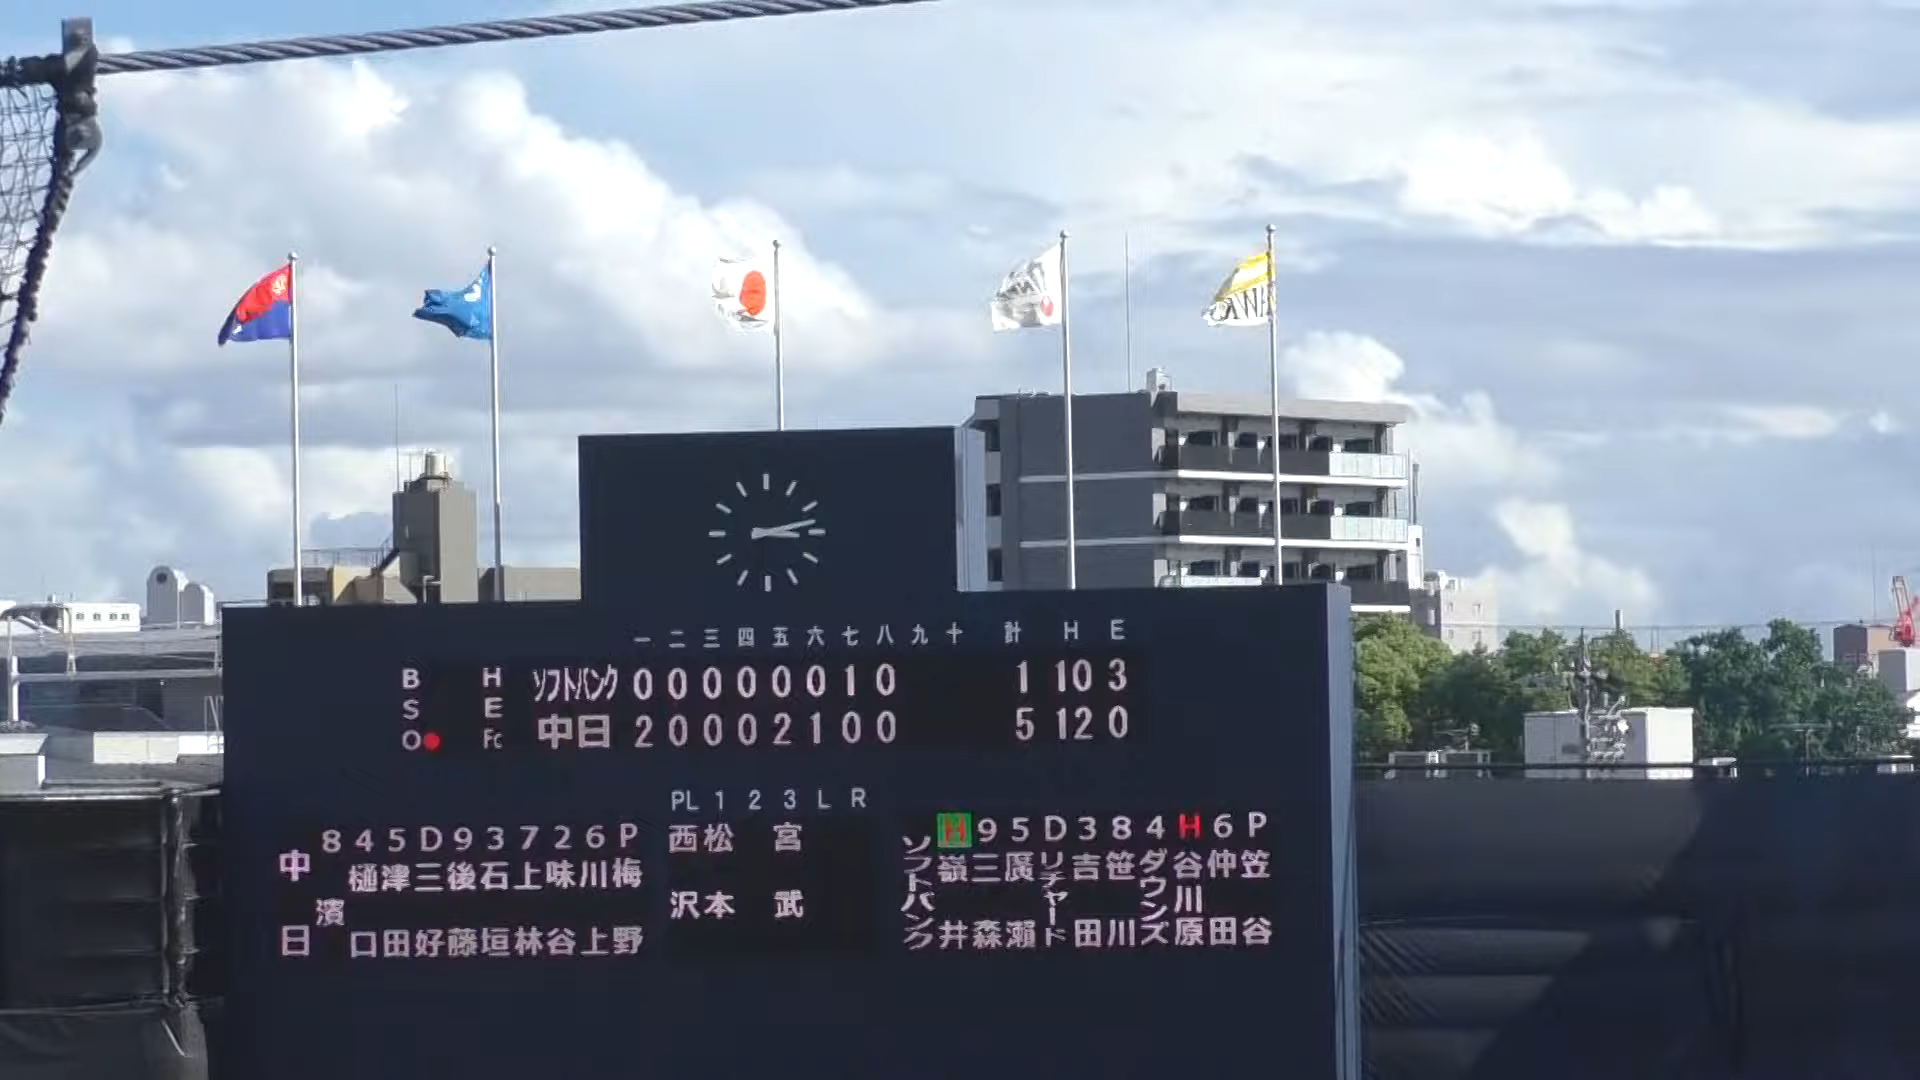 一 二 三 四 五 六 七 八 九 十 計 H E
B H ソフトバンク 0 0 0 0 0 0 1 0 1 10 3
S E
O Fc 中日 2 0 0 0 2 1 0 0 5 12 0
PL 1 2 3 L R
中日
8 4 5 D 9 3 7 2 6 P
濱 樋口 津田 三好 後藤 石垣 上林 味谷 川上 梅野
西沢 松本 宮武
ソフトバンク
H 9 5 D 3 8 4 H 6 P
嶺井 三森 廣瀬 リチャード 吉田 笹川 ダウンズ 谷川原 仲田 笠谷